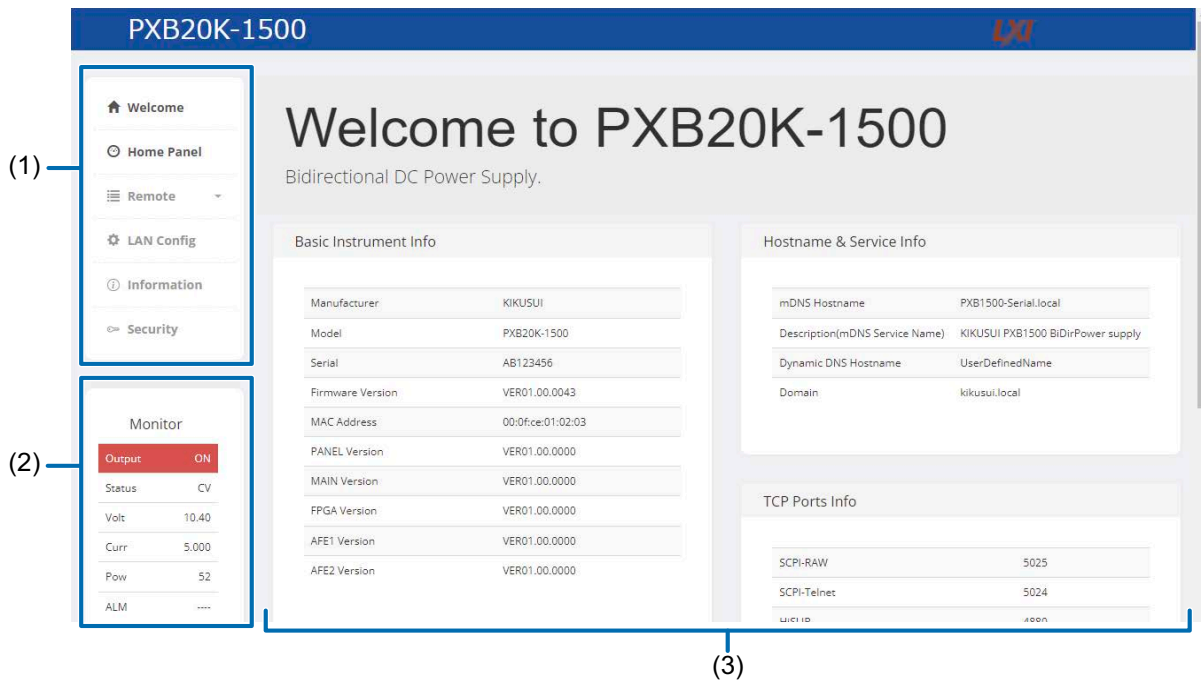 PXB20K-1500
LXI
(1)
Welcome
Home Panel
Remote
LAN Config
Information
Security
(2)
Monitor
Output ON
Status CV
Volt 10.40
Curr 5.000
Pow 52
ALM ----
Welcome to PXB20K-1500
Bidirectional DC Power Supply.
Basic Instrument Info
Manufacturer KIKUSUI
Model PXB20K-1500
Serial AB123456
Firmware Version VER01.00.0043
MAC Address 00:0f:ce:01:02:03
PANEL Version VER01.00.0000
MAIN Version VER01.00.0000
FPGA Version VER01.00.0000
AFE1 Version VER01.00.0000
AFE2 Version VER01.00.0000
Hostname & Service Info
mDNS Hostname PXB1500-Serial.local
Description(mDNS Service Name) KIKUSUI PXB1500 BiDirPower supply
Dynamic DNS Hostname UserDefinedName
Domain kikusui.local
TCP Ports Info
SCPI-RAW 5025
SCPI-Telnet 5024
HiSLIP 4880
(3)